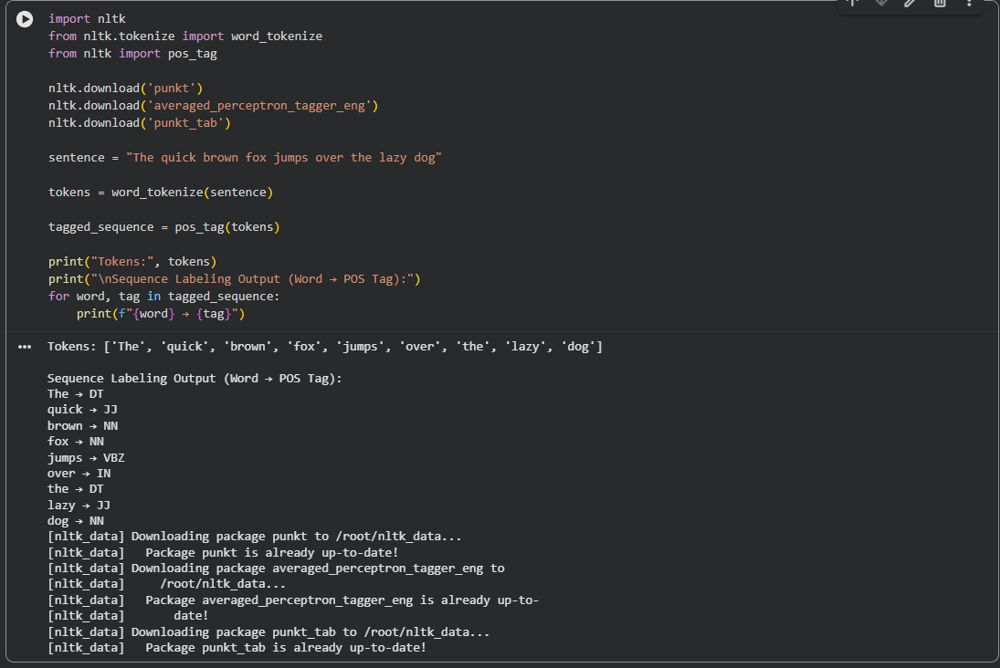 import nltk
from nltk.tokenize import word_tokenize
from nltk import pos_tag
nltk.download('punkt')
nltk.download('averaged_perceptron_tagger_eng')
nltk.download('punkt_tab')
sentence = "The quick brown fox jumps over the lazy dog"
tokens = word_tokenize(sentence)
tagged_sequence = pos_tag(tokens)
print("Tokens:", tokens)
print("\nSequence Labeling Output (Word → POS Tag):")
for word, tag in tagged_sequence:
    print(f"{word} → {tag}")
Tokens: ['The', 'quick', 'brown', 'fox', 'jumps', 'over', 'the', 'lazy', 'dog']
Sequence Labeling Output (Word → POS Tag):
The → DT
quick → JJ
brown → NN
fox → NN
jumps → VBZ
over → IN
the → DT
lazy → JJ
dog → NN
[nltk_data] Downloading package punkt to /root/nltk_data...
[nltk_data]   Package punkt is already up-to-date!
[nltk_data] Downloading package averaged_perceptron_tagger_eng to
[nltk_data]     /root/nltk_data...
[nltk_data]   Package averaged_perceptron_tagger_eng is already up-to-
[nltk_data]       date!
[nltk_data] Downloading package punkt_tab to /root/nltk_data...
[nltk_data]   Package punkt_tab is already up-to-date!